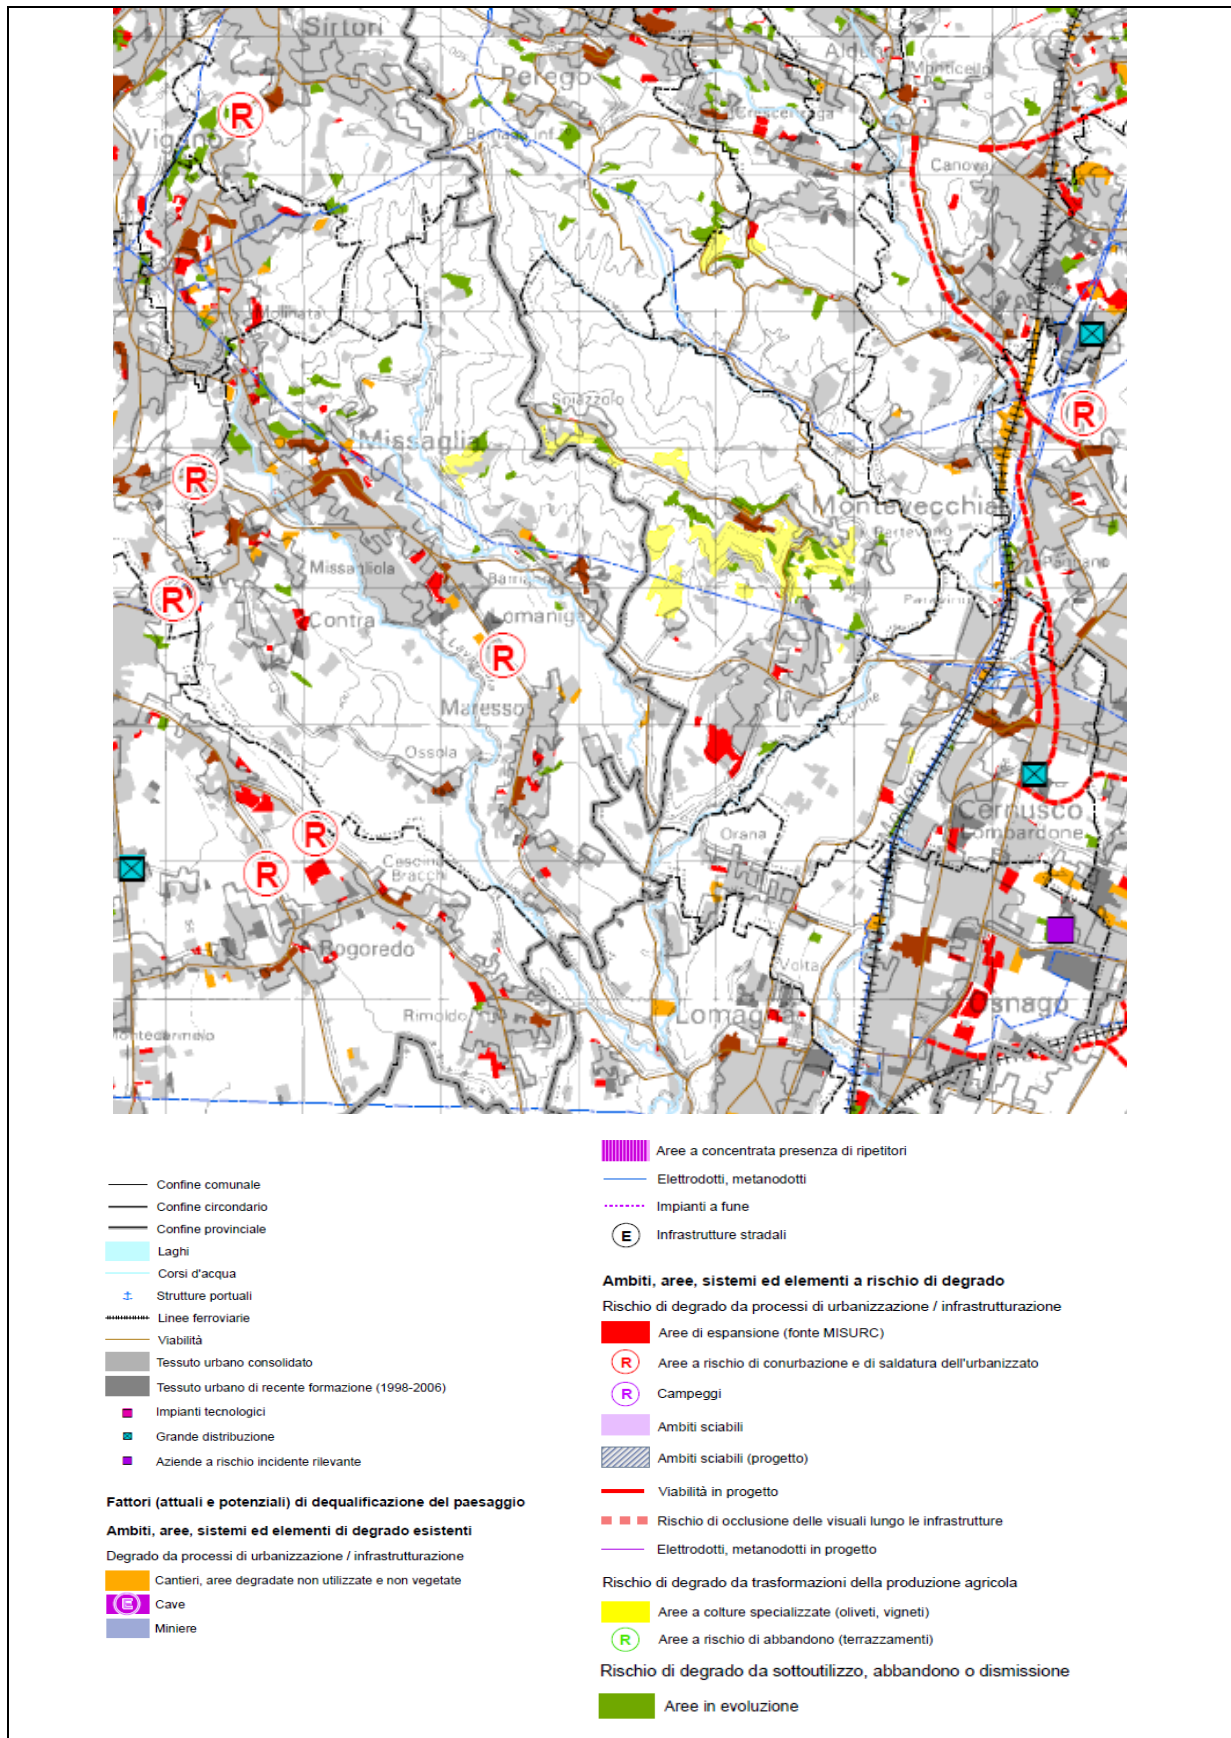 Sirtori
Perego
Monticello
Crescenzaga
Viganò
Bernaga Inf.
Canova
Molinata
Spiazzolo
Missaglia
Montevecchia
Bertevano
Pagnano
Missagliola
Barriano
Contra
Lomaniga
T. Lavandaia
Maresso
Curone
Ossola
Cernusco
Lombardone
Orana
Cascina
Bracchi
Rogoredo
Volta
Osnago
Rimoldo
Lomagna
Montecarmelo
Confine comunale
Confine circondario
Confine provinciale
Laghi
Corsi d'acqua
Strutture portuali
Linee ferroviarie
Viabilità
Tessuto urbano consolidato
Tessuto urbano di recente formazione (1998-2006)
Impianti tecnologici
Grande distribuzione
Aziende a rischio incidente rilevante
Fattori (attuali e potenziali) di dequalificazione del paesaggio
Ambiti, aree, sistemi ed elementi di degrado esistenti
Degrado da processi di urbanizzazione / infrastrutturazione
Cantieri, aree degradate non utilizzate e non vegetate
E Cave
Miniere
Aree a concentrata presenza di ripetitori
Elettrodotti, metanodotti
Impianti a fune
E Infrastrutture stradali
Ambiti, aree, sistemi ed elementi a rischio di degrado
Rischio di degrado da processi di urbanizzazione / infrastrutturazione
Aree di espansione (fonte MISURC)
R Aree a rischio di conurbazione e di saldatura dell'urbanizzato
R Campeggi
Ambiti sciabili
Ambiti sciabili (progetto)
Viabilità in progetto
Rischio di occlusione delle visuali lungo le infrastrutture
Elettrodotti, metanodotti in progetto
Rischio di degrado da trasformazioni della produzione agricola
Aree a colture specializzate (oliveti, vigneti)
R Aree a rischio di abbandono (terrazzamenti)
Rischio di degrado da sottoutilizzo, abbandono o dismissione
Aree in evoluzione